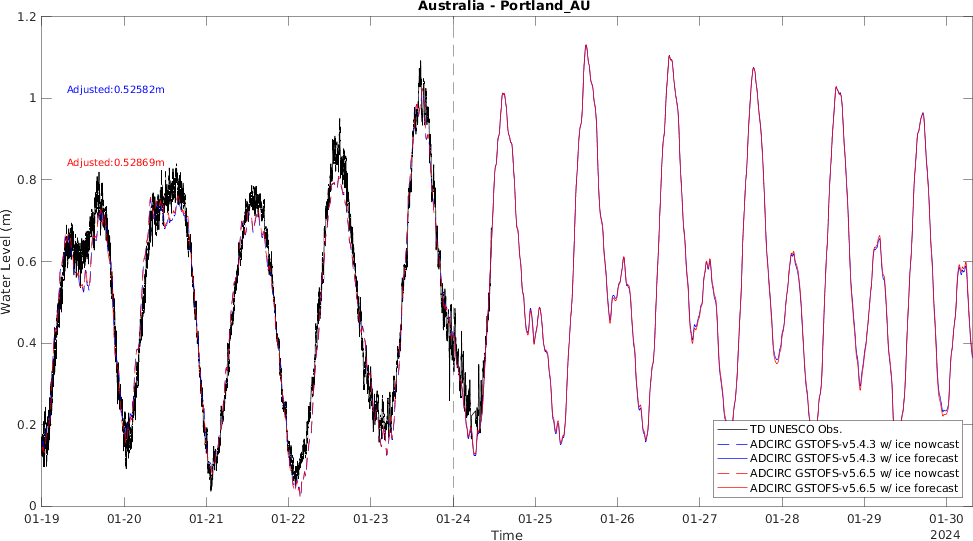 Australia - Portland_AU
1.2
1
0.8
0.6
0.4
0.2
0
Water Level (m)
Adjusted:0.52582m
Adjusted:0.52869m
TD UNESCO Obs.
ADCIRC GSTOFS-v5.4.3 w/ ice nowcast
ADCIRC GSTOFS-v5.4.3 w/ ice forecast
ADCIRC GSTOFS-v5.6.5 w/ ice nowcast
ADCIRC GSTOFS-v5.6.5 w/ ice forecast
01-19 01-20 01-21 01-22 01-23 01-24 01-25 01-26 01-27 01-28 01-29 01-30
2024
Time